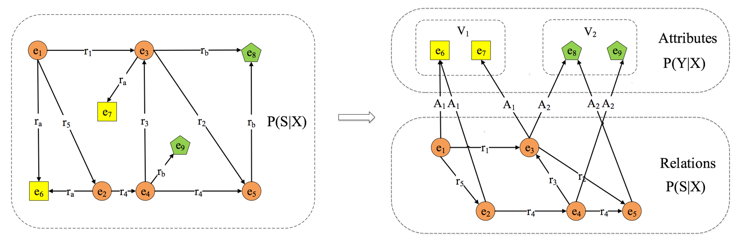 e1 r1 e3 rb e8
ra
e7
ra r5 r3 r2 rb
e9
rb
e6 ra e2 r4 e4 r4 e5
P(S|X)
V1 V2
e6 e7 e8 e9
Attributes
P(Y|X)
A1 A1 A1 A2 A2 A2
e1 r1 e3
r5 r3
e2 r4 e4 r4 e5
Relations
P(S|X)